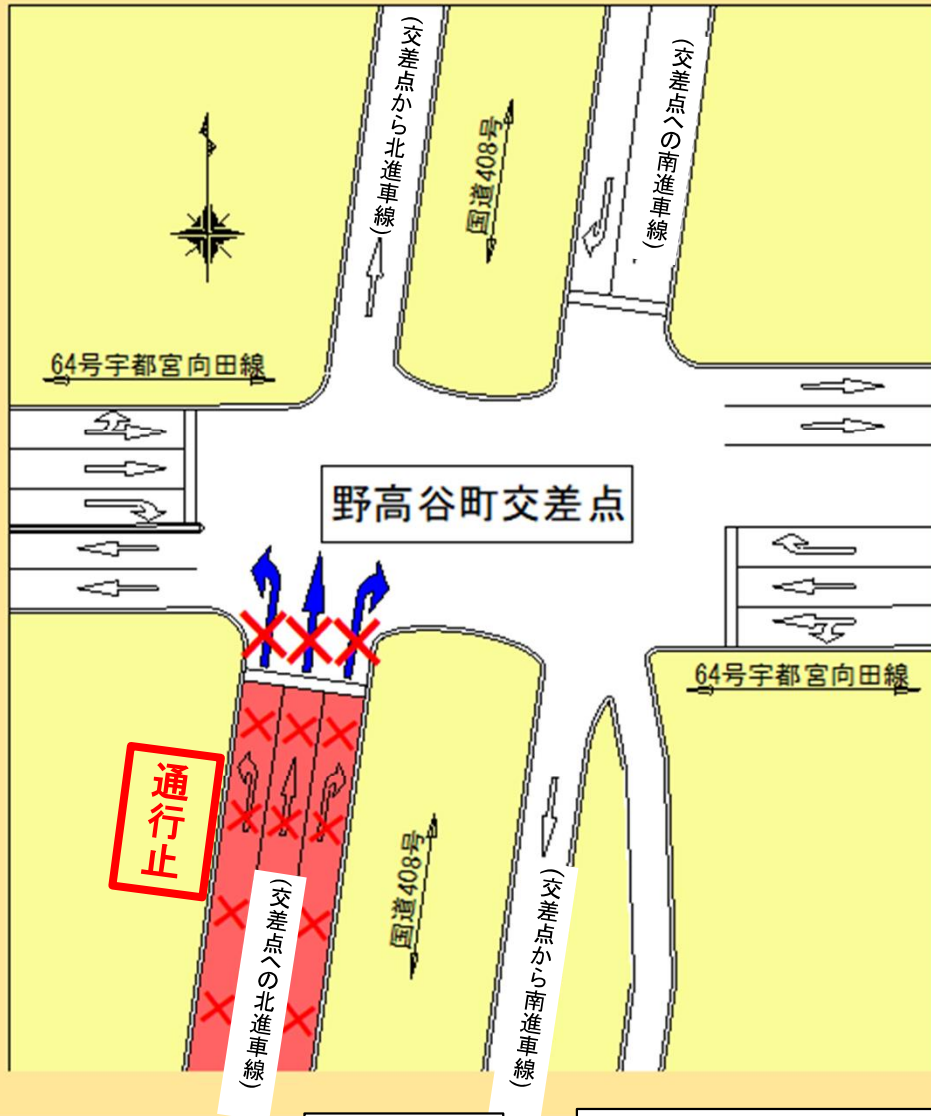 (交差点から北進車線)
(交差点への南進車線)
国道408号
64号宇都宮向田線
野高谷町交差点
64号宇都宮向田線
通行止
国道408号
(交差点への北進車線)
(交差点から南進車線)